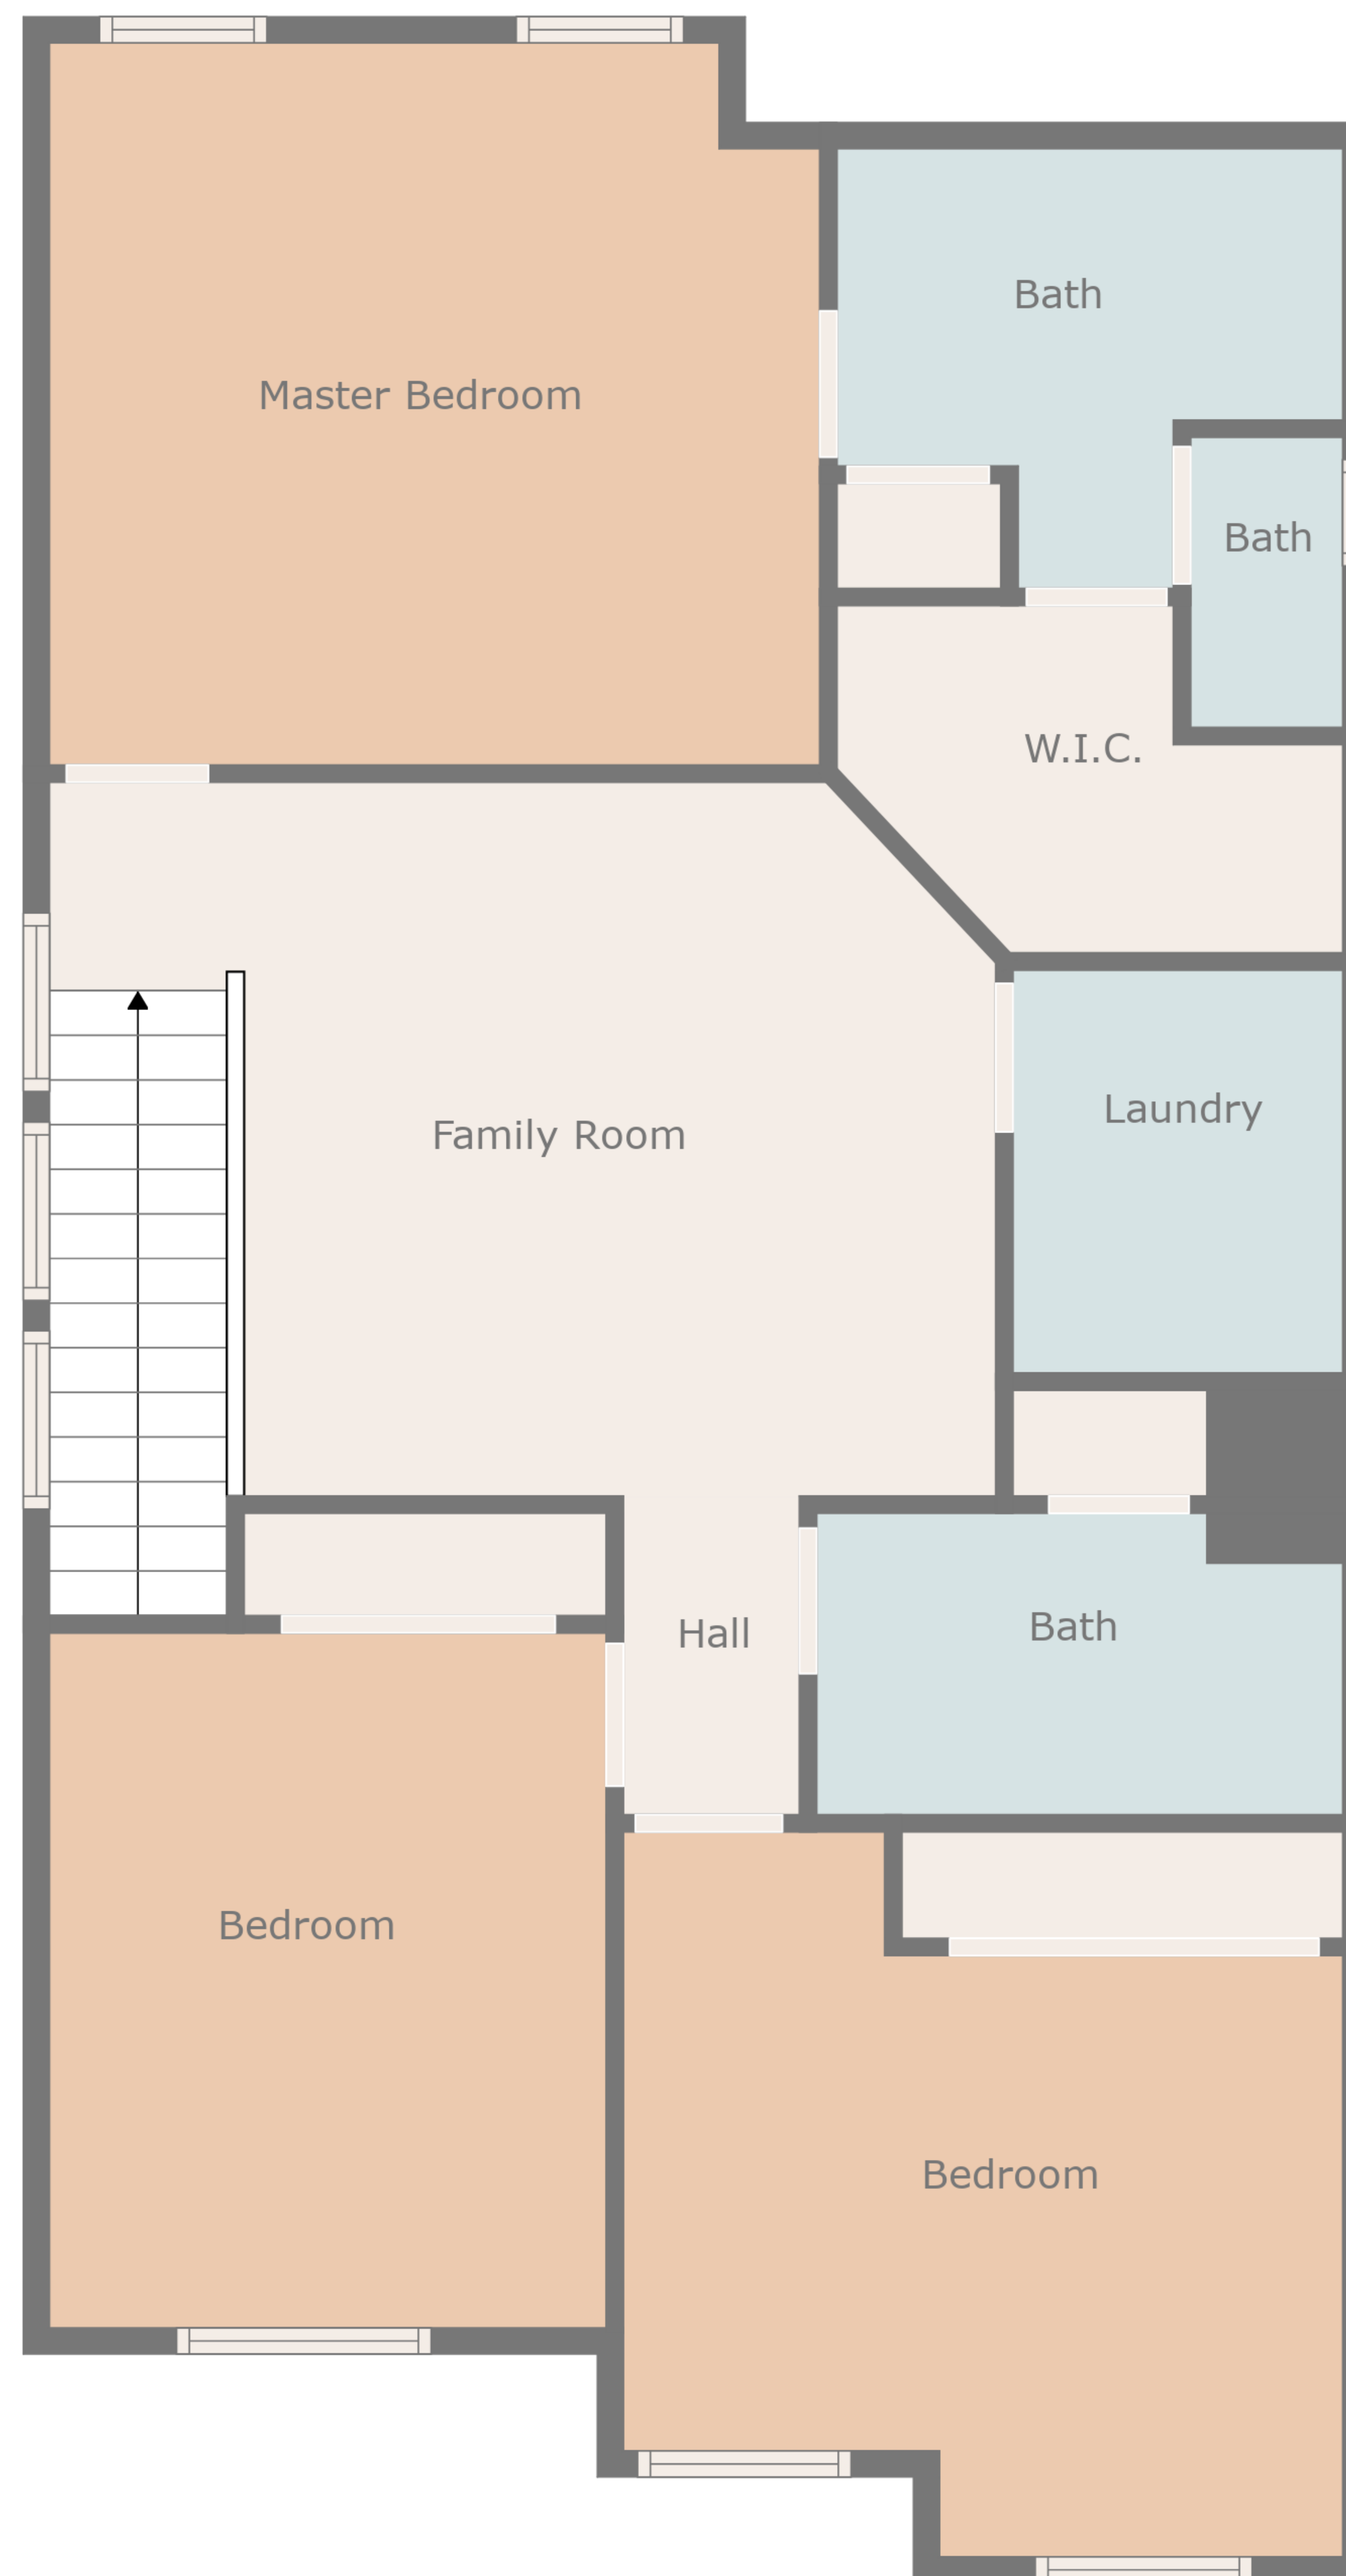 Bath
Master Bedroom
Bath
W.I.C.
Laundry
Family Room
Bath
Hall
Bedroom
Bedroom